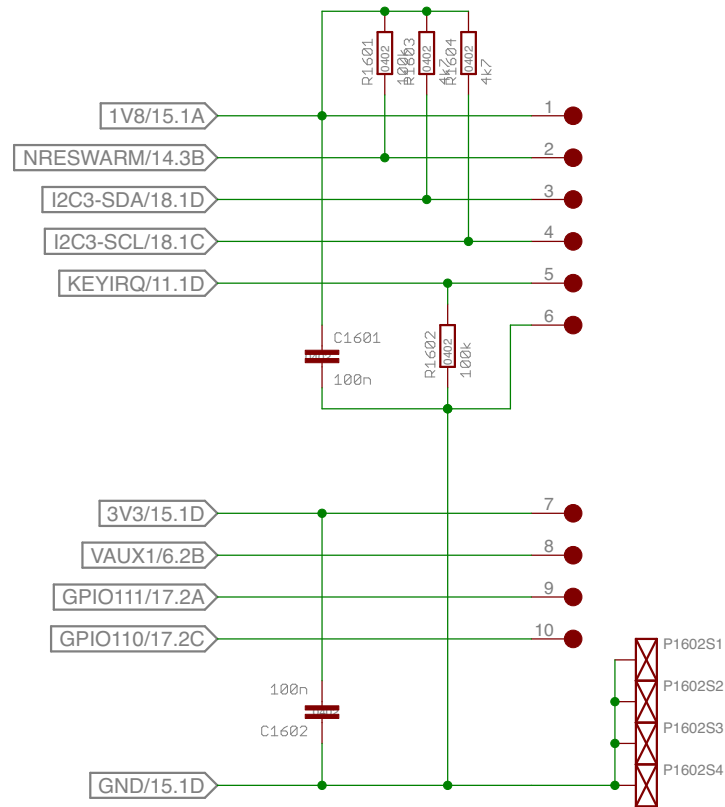 R1601
0402
100k
R1603
0402
4k7
R1604
0402
4k7
1V8/15.1A
1
NRESWARM/14.3B
2
I2C3-SDA/18.1D
3
I2C3-SCL/18.1C
4
KEYIRQ/11.1D
5
6
C1601
0402
100n
R1602
0402
100k
3V3/15.1D
7
VAUX1/6.2B
8
GPIO111/17.2A
9
GPIO110/17.2C
10
P1602S1
P1602S2
P1602S3
P1602S4
100n
0402
C1602
GND/15.1D